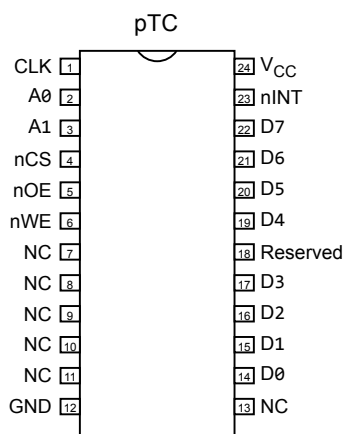 pTC
CLK 1 24 VCC
A0 2 23 nINT
A1 3 22 D7
nCS 4 21 D6
nOE 5 20 D5
nWE 6 19 D4
NC 7 18 Reserved
NC 8 17 D3
NC 9 16 D2
NC 10 15 D1
NC 11 14 D0
GND 12 13 NC